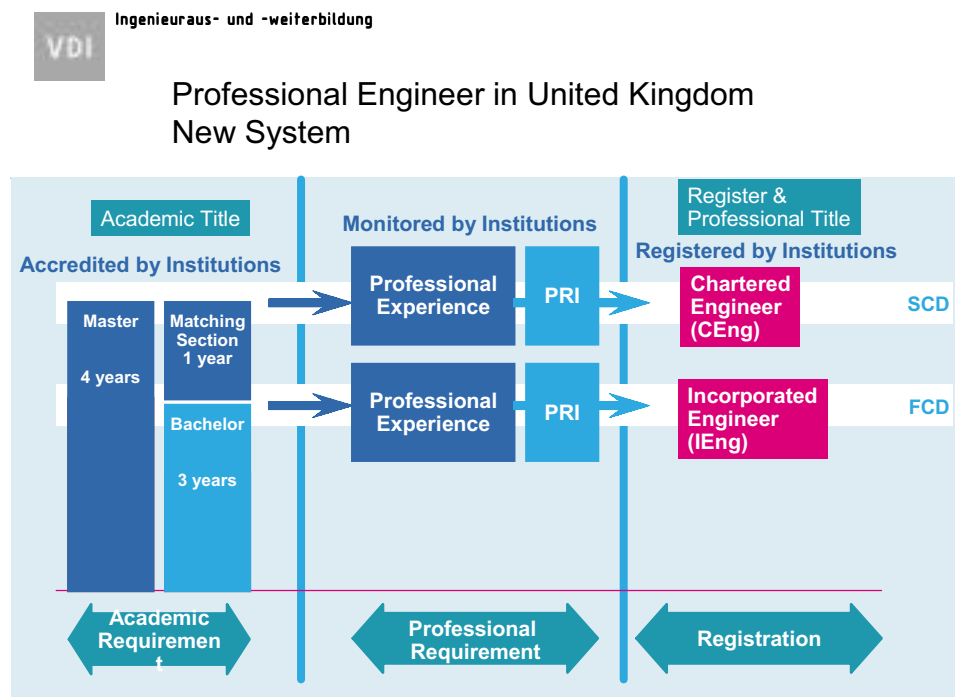 Ingenieuraus- und -weiterbildung
VDI
Professional Engineer in United Kingdom
New System
Academic Title
Accredited by Institutions
Monitored by Institutions
Register &
Professional Title
Registered by Institutions
Master
4 years
Matching
Section
1 year
Bachelor
3 years
Professional
Experience
PRI
Chartered
Engineer
(CEng)
SCD
Professional
Experience
PRI
Incorporated
Engineer
(IEng)
FCD
Academic
Requiremen
t
Professional
Requirement
Registration